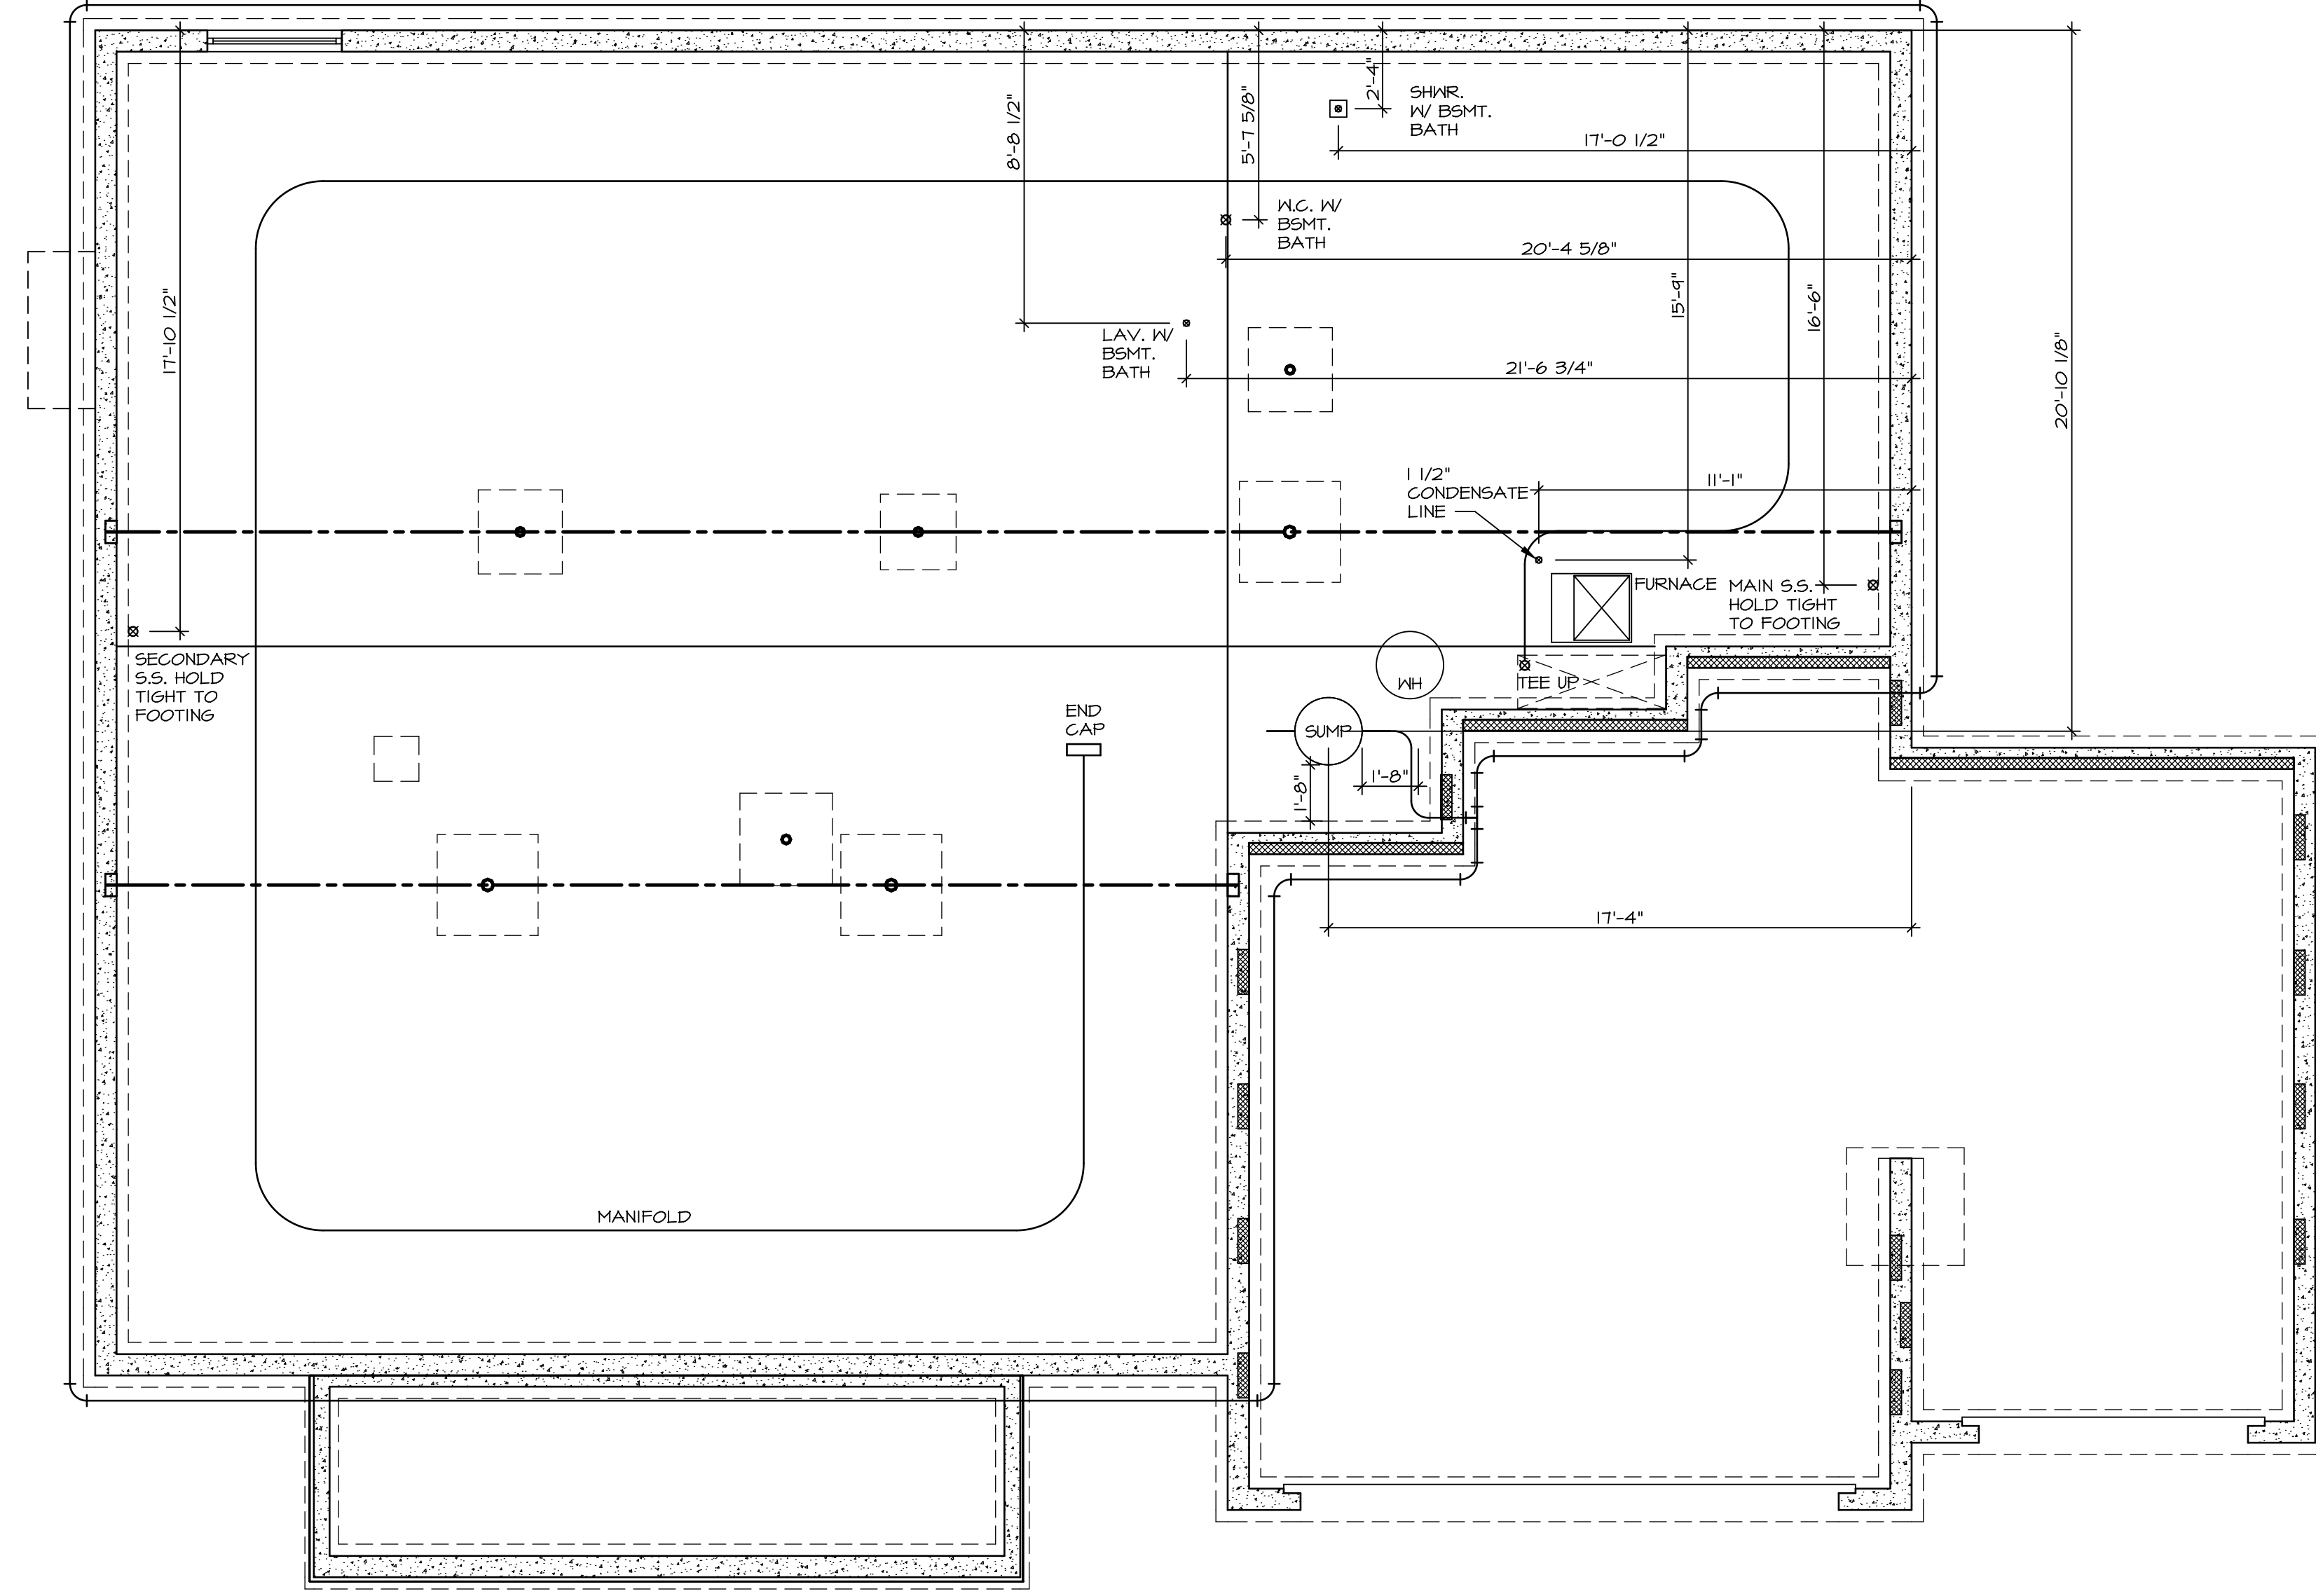 2'-4"
SHWR.
W/ BSMT.
BATH
8'-8 1/2"
5'-7 5/8"
17'-0 1/2"
W.C. W/
BSMT.
BATH
20'-4 5/8"
17'-10 1/2"
15'-9"
16'-6"
LAV. W/
BSMT.
BATH
21'-6 3/4"
20'-10 1/8"
1 1/2"
CONDENSATE
LINE
11'-1"
FURNACE
MAIN S.S.
HOLD TIGHT
TO FOOTING
SECONDARY
S.S. HOLD
TIGHT TO
FOOTING
WH
TEE UP
END
CAP
SUMP
1'-8"
1'-8"
17'-4"
MANIFOLD